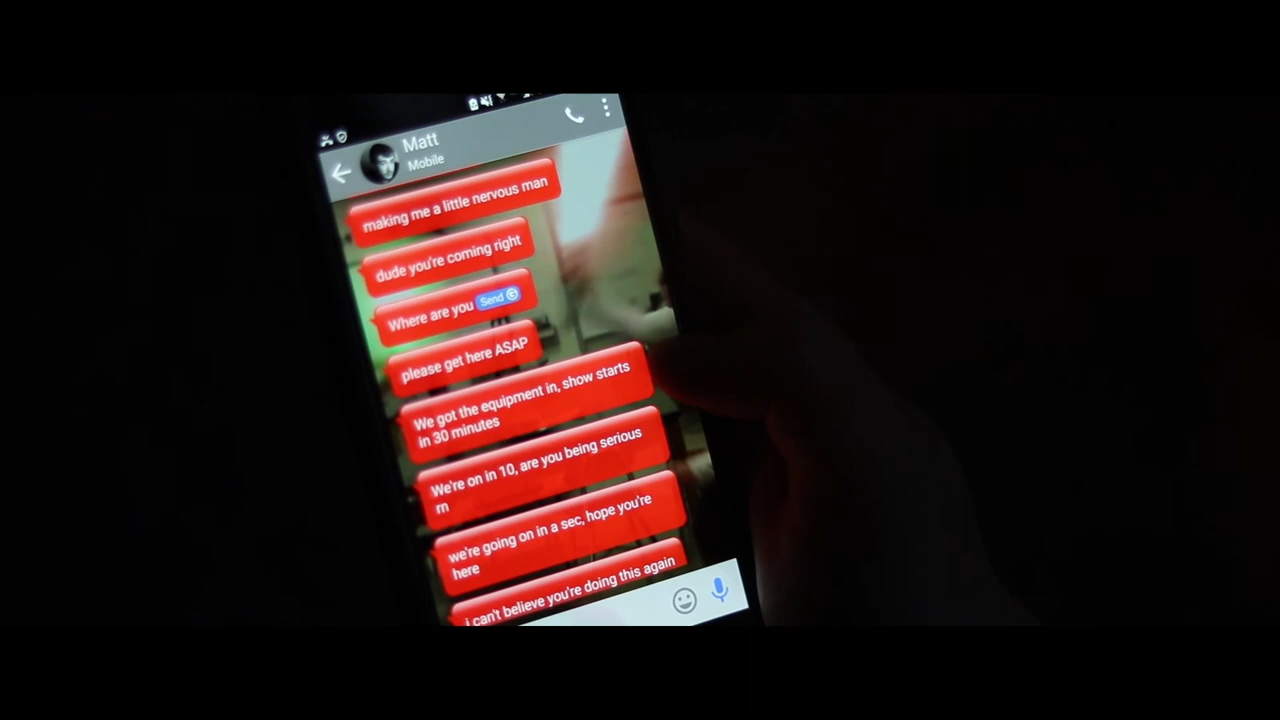 Matt
Mobile
making me a little nervous man
dude you're coming right
Where are you Send G
please get here ASAP
We got the equipment in, show starts
in 30 minutes
We're on in 10, are you being serious
rn
we're going on in a sec, hope you're
here
i can't believe you're doing this again